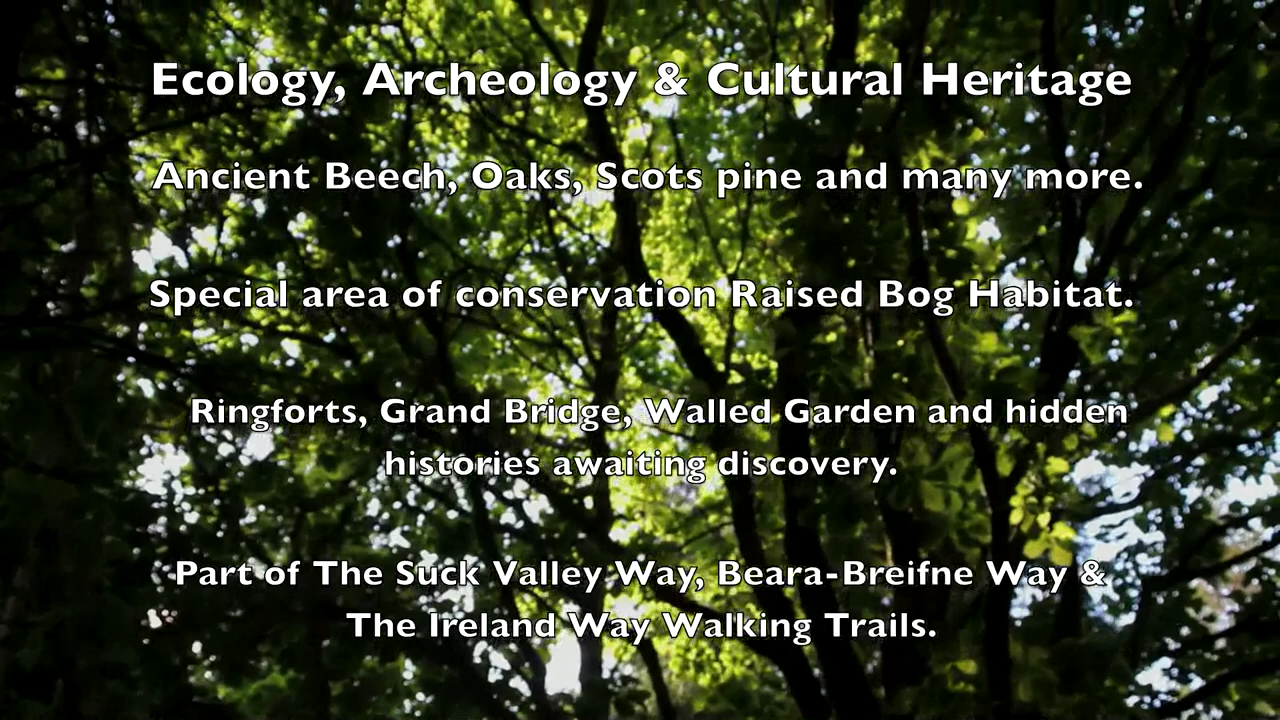 Ecology, Archeology & Cultural Heritage
Ancient Beech, Oaks, Scots pine and many more.
Special area of conservation Raised Bog Habitat.
Ringforts, Grand Bridge, Walled Garden and hidden
histories awaiting discovery.
Part of The Suck Valley Way, Beara-Breifne Way &
The Ireland Way Walking Trails.